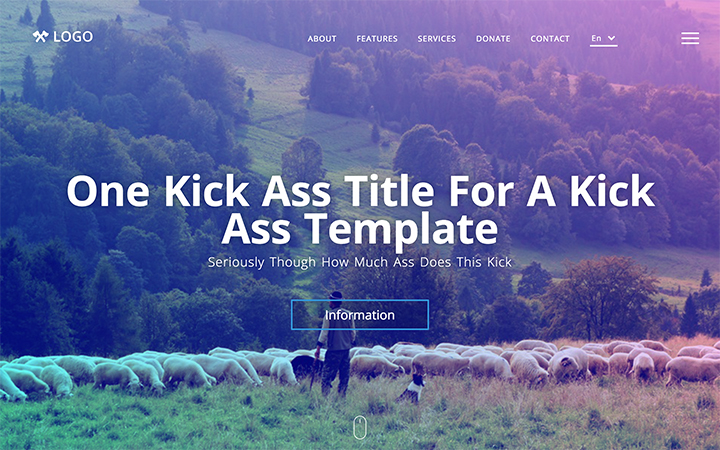 LOGO
ABOUT FEATURES SERVICES DONATE CONTACT En
One Kick Ass Title For A Kick
Ass Template
Seriously Though How Much Ass Does This Kick
Information